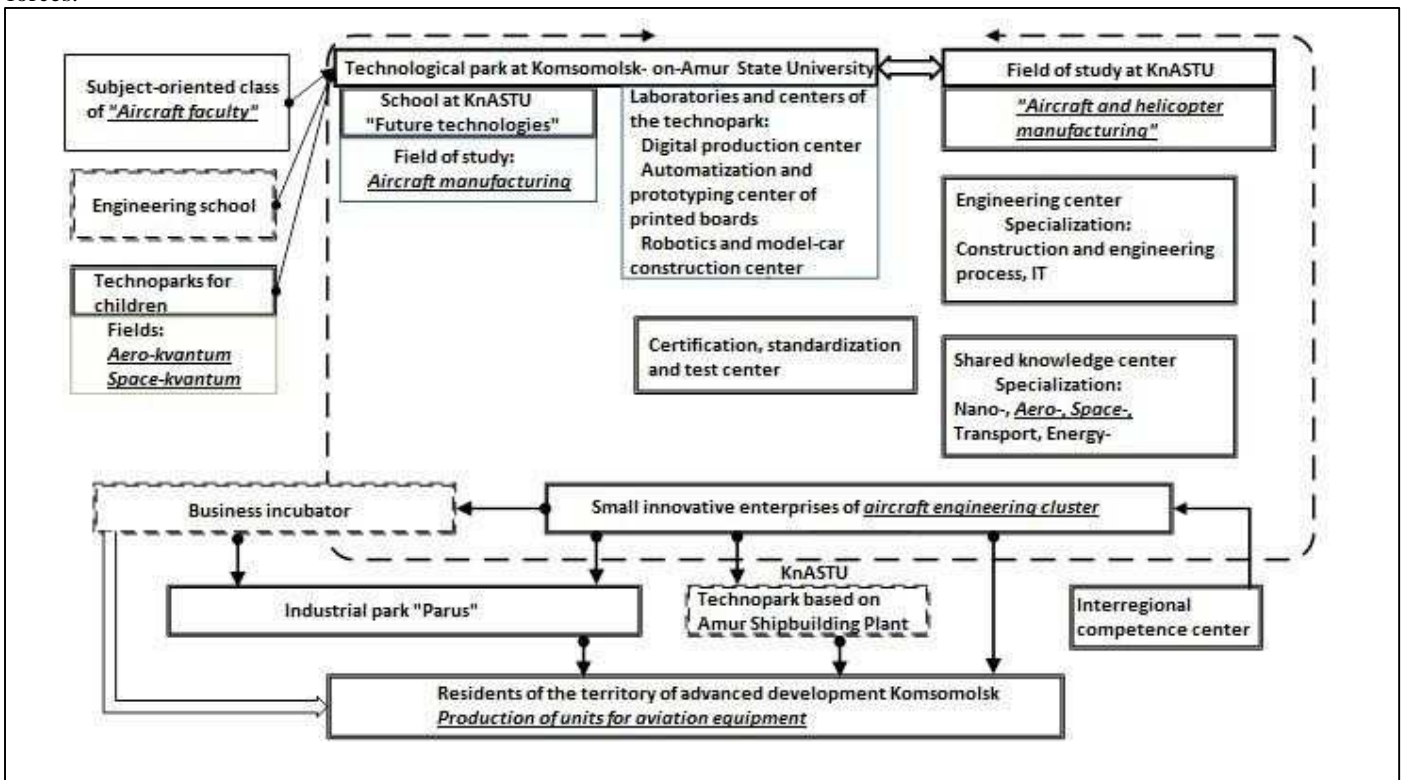 forces.
Technological park at Komsomolsk- on-Amur State University
Field of study at KnASTU
"Aircraft and helicopter
manufacturing"
Subject-oriented class
of "Aircraft faculty"
Engineering school
Technoparks for
children
Fields:
Aero-kvantum
Space-kvantum
School at KnASTU
"Future technologies"
Field of study:
Aircraft manufacturing
Laboratories and centers of
the technopark:
Digital production center
Automatization and
prototyping center of
printed boards
Robotics and model-car
construction center
Engineering center
Specialization:
Construction and engineering
process, IT
Certification, standardization
and test center
Shared knowledge center
Specialization:
Nano-, Aero-, Space-,
Transport, Energy-
Business incubator
Small innovative enterprises of aircraft engineering cluster
KnASTU
Industrial park "Parus"
Technopark based on
Amur Shipbuilding Plant
Interregional
competence center
Residents of the territory of advanced development Komsomolsk
Production of units for aviation equipment